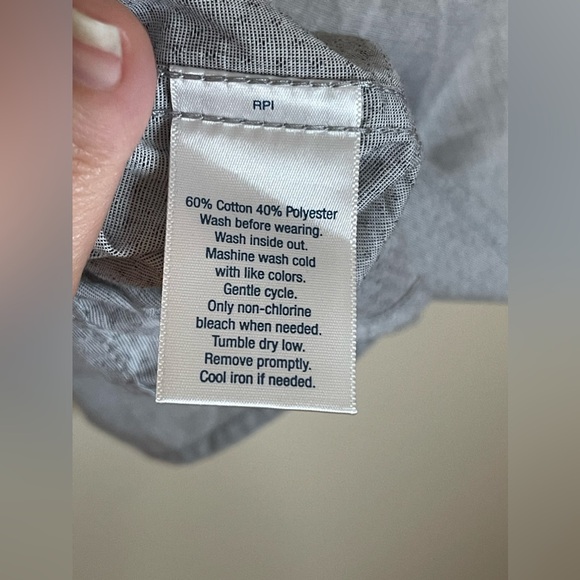 RPI
60% Cotton 40% Polyester
Wash before wearing.
Wash inside out.
Mashine wash cold
with like colors.
Gentle cycle.
Only non-chlorine
bleach when needed.
Tumble dry low.
Remove promptly.
Cool iron if needed.